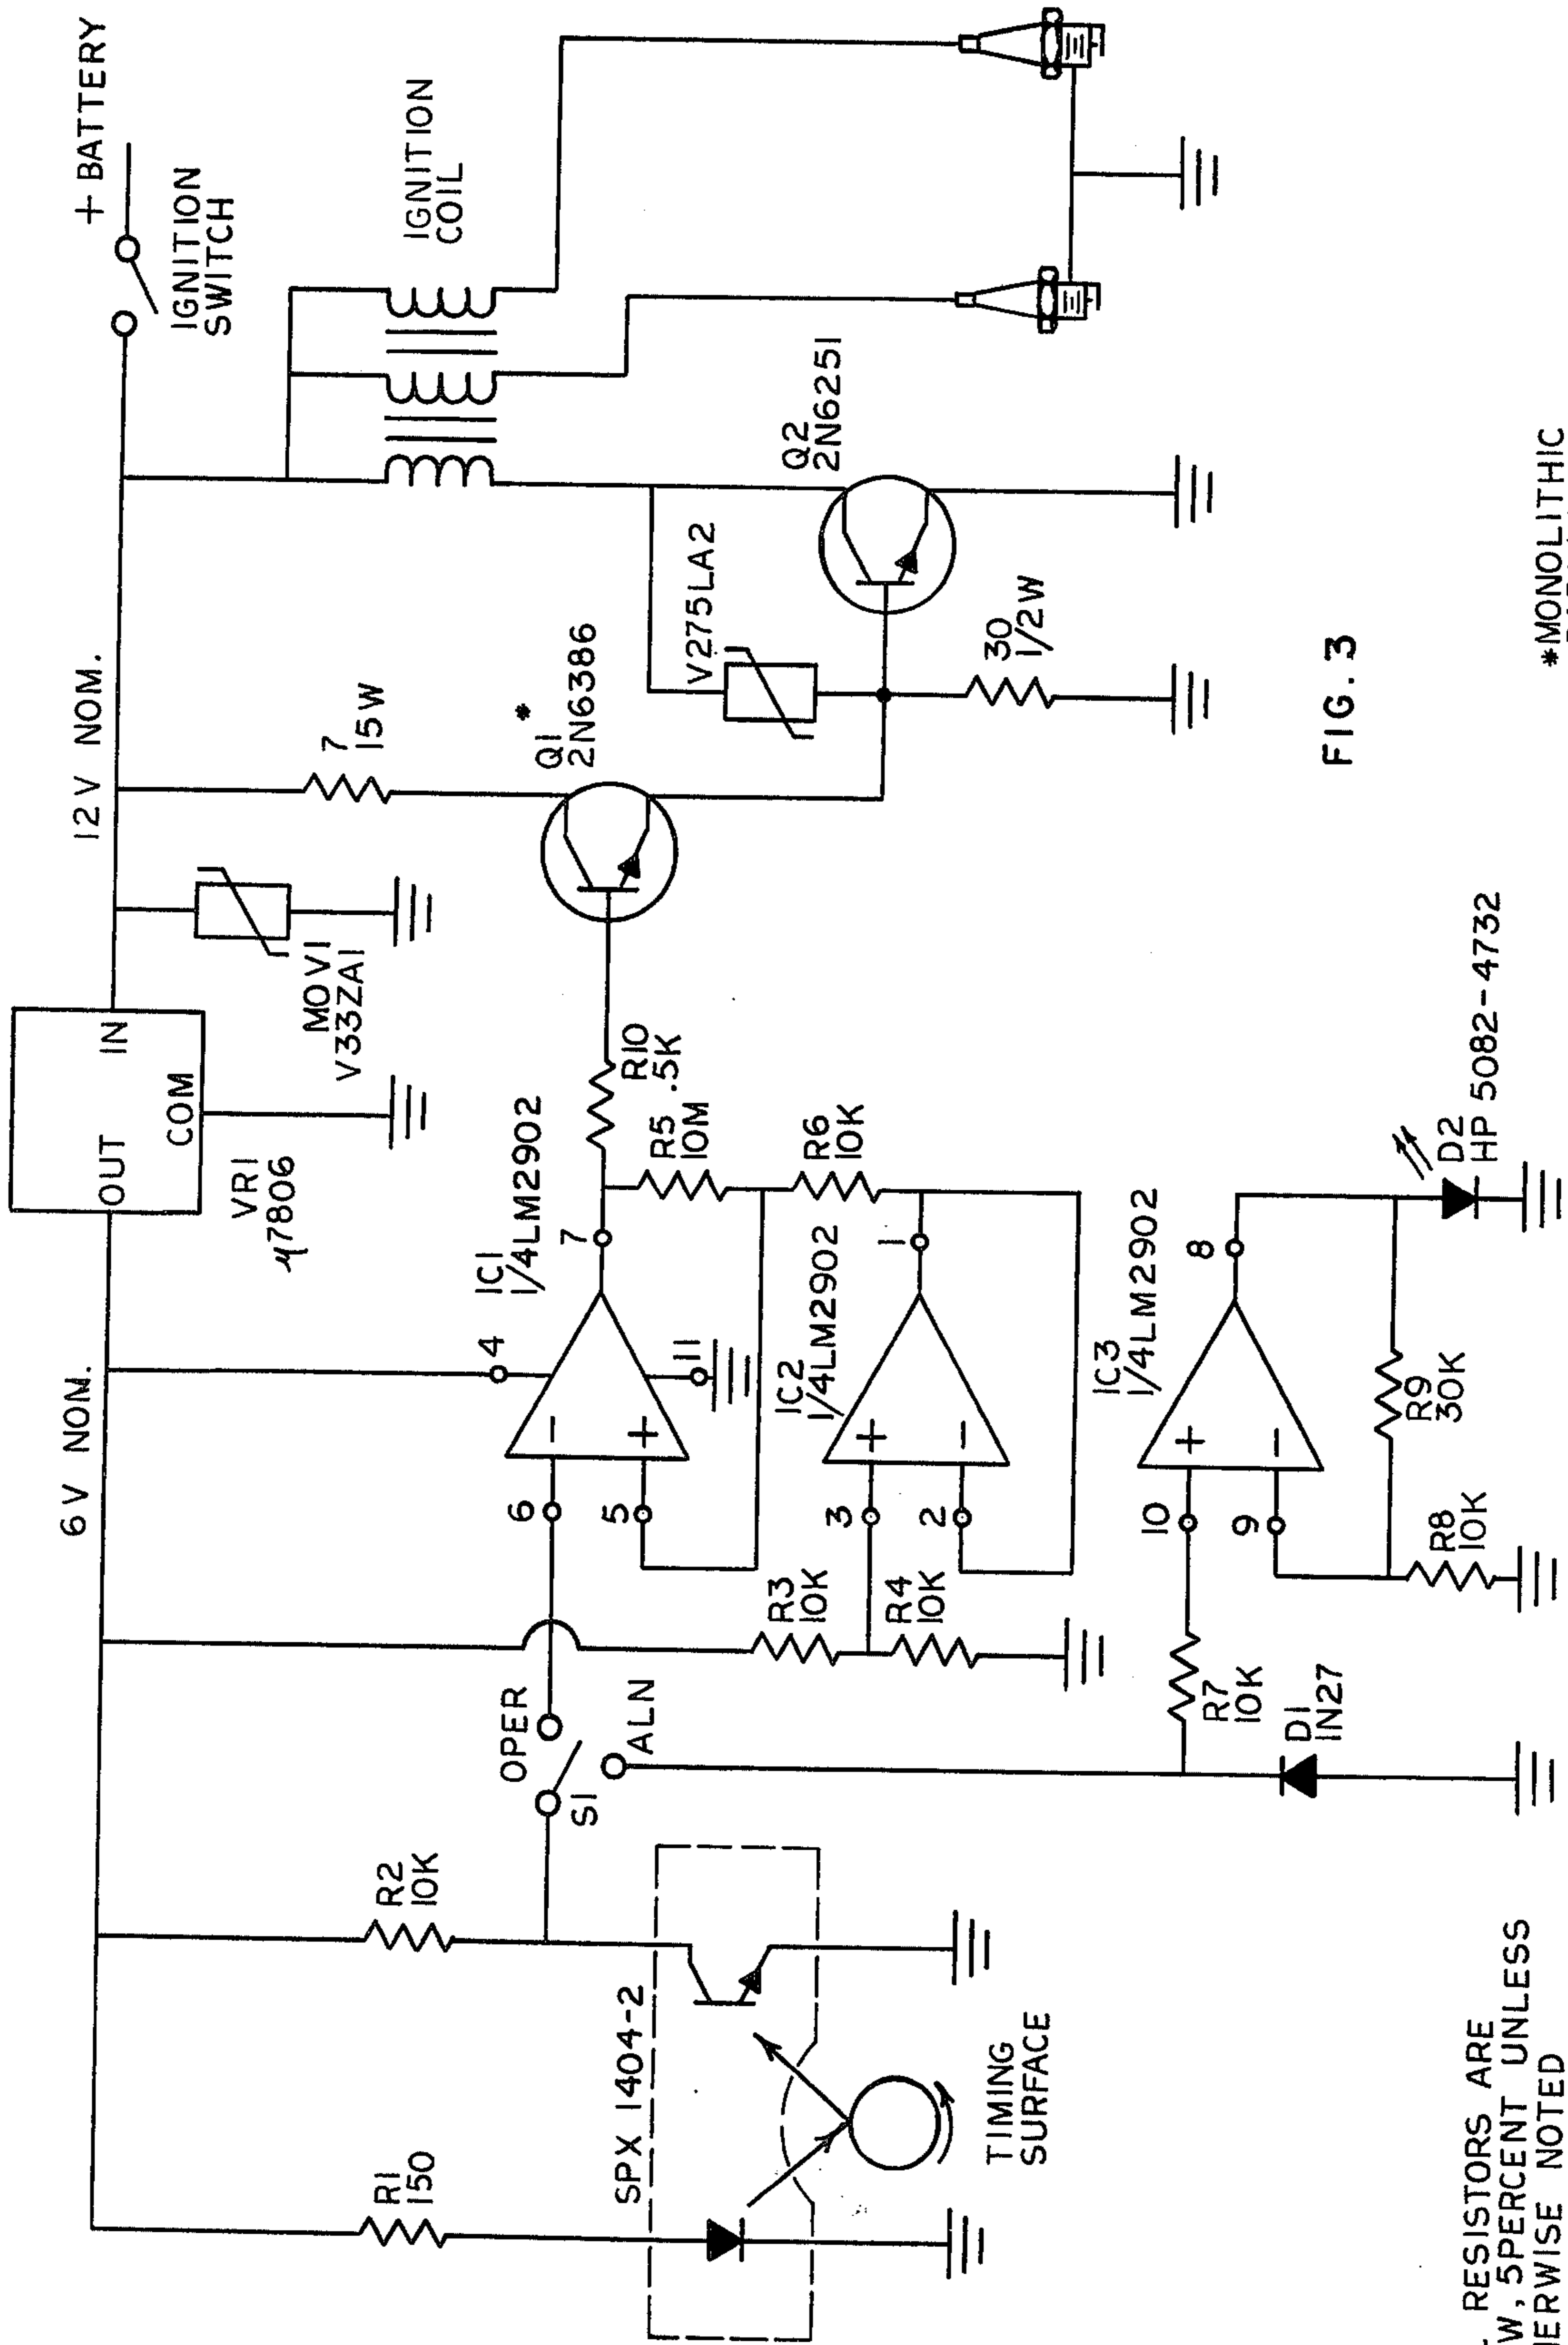 + BATTERY
IGNITION
SWITCH
12V NOM.
6V NOM.
OUT
IN
COM
VR1
μ7806
MOV1
V33ZA1
7
15W
IGNITION
COIL
Q1 *
2N6386
V275LA2
Q2
2N6251
30
1/2W
R1
150
R2
10K
SPX 1404-2
TIMING
SURFACE
S1
OPER
ALN
6
5
4
11
7
IC1
1/4LM2902
R10
.5K
R5
10M
R6
10K
R3
10K
R4
10K
3
2
1
IC2
1/4LM2902
R7
10K
D1
1N27
10
9
8
IC3
1/4LM2902
R9
30K
R8
10K
D2
HP 5082-4732
FIG. 3
*MONOLITHIC
RESISTORS ARE
W, 5PERCENT UNLESS
NOTED